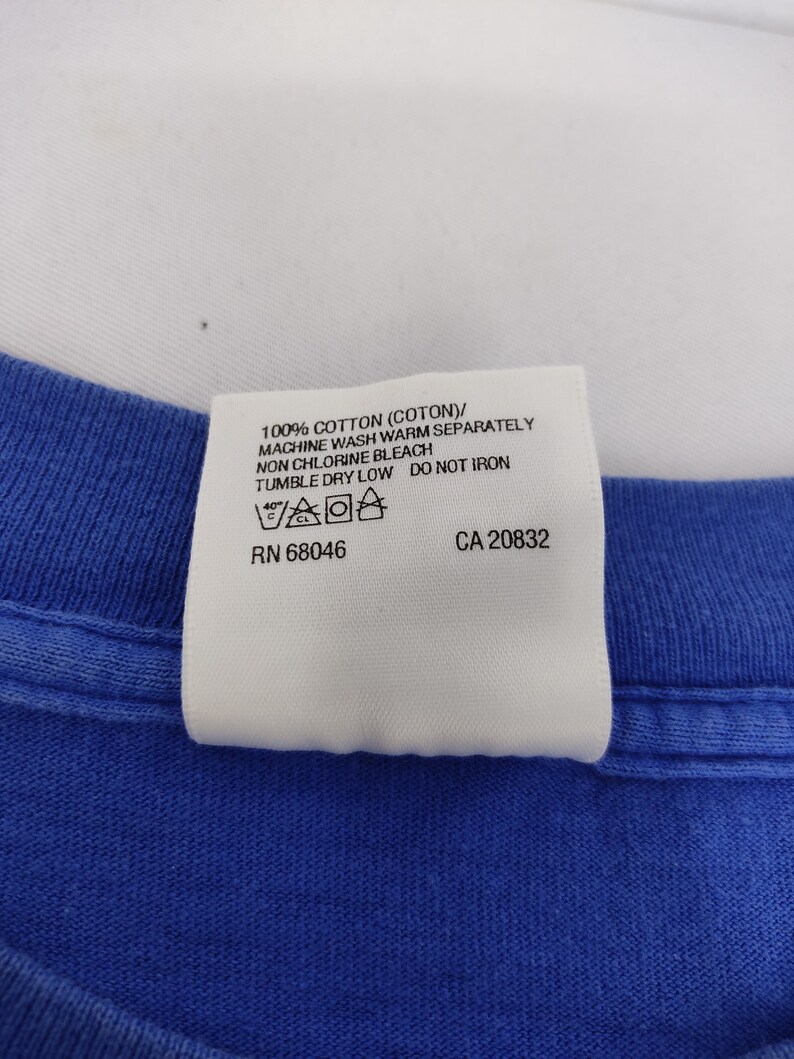 100% COTTON (COTON)/
MACHINE WASH WARM SEPARATELY
NON CHLORINE BLEACH
TUMBLE DRY LOW DO NOT IRON
40° C CL
RN 68046 CA 20832